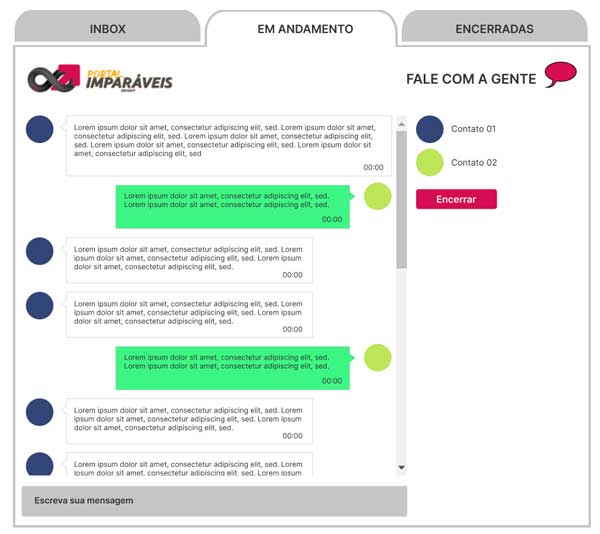 INBOX
EM ANDAMENTO
ENCERRADAS
PORTAL
IMPARÁVEIS
FALE COM A GENTE
Lorem ipsum dolor sit amet, consectetur adipiscing elit, sed. Lorem ipsum dolor sit amet,
consectetur adipiscing elit, sed. Lorem ipsum dolor sit amet, consectetur adipiscing elit,
sed. Lorem ipsum dolor sit amet, consectetur adipiscing elit, sed. Lorem ipsum dolor sit
amet, consectetur adipiscing elit, sed
00:00
Contato 01
Contato 02
Encerrar
Lorem ipsum dolor sit amet, consectetur adipiscing elit, sed.
Lorem ipsum dolor sit amet, consectetur adipiscing elit, sed.
00:00
Lorem ipsum dolor sit amet, consectetur adipiscing elit, sed. Lorem
ipsum dolor sit amet, consectetur adipiscing elit, sed. Lorem ipsum
dolor sit amet, consectetur adipiscing elit, sed.
00:00
Lorem ipsum dolor sit amet, consectetur adipiscing elit, sed. Lorem
ipsum dolor sit amet, consectetur adipiscing elit, sed. Lorem ipsum
dolor sit amet, consectetur adipiscing elit, sed.
00:00
Lorem ipsum dolor sit amet, consectetur adipiscing elit, sed.
Lorem ipsum dolor sit amet, consectetur adipiscing elit, sed.
00:00
Lorem ipsum dolor sit amet, consectetur adipiscing elit, sed. Lorem
ipsum dolor sit amet, consectetur adipiscing elit, sed. Lorem ipsum
dolor sit amet, consectetur adipiscing elit, sed.
00:00
Lorem ipsum dolor sit amet, consectetur adipiscing elit, sed. Lorem
ipsum dolor sit amet, consectetur adipiscing elit, sed. Lorem ipsum
Escreva sua mensagem